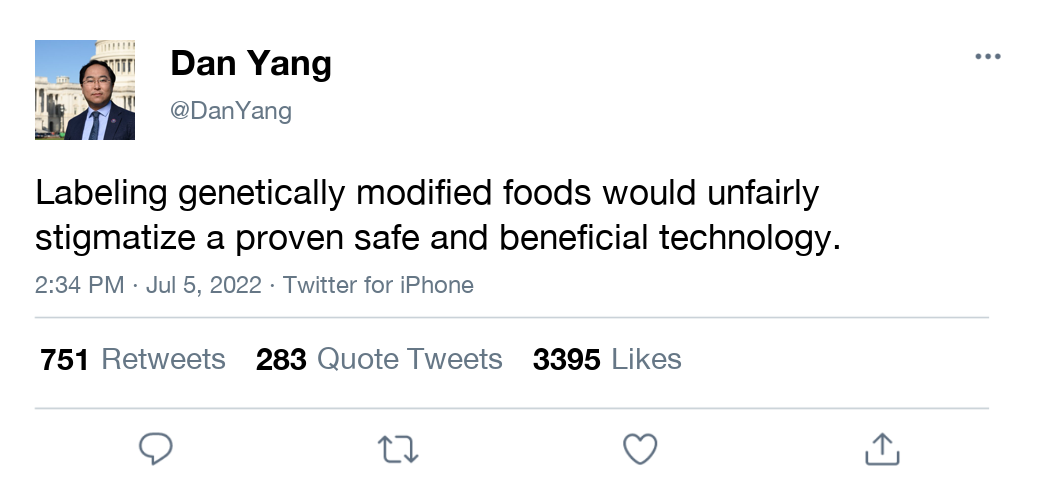 Dan Yang
@DanYang
Labeling genetically modified foods would unfairly
stigmatize a proven safe and beneficial technology.
2:34 PM · Jul 5, 2022 · Twitter for iPhone
751 Retweets 283 Quote Tweets 3395 Likes